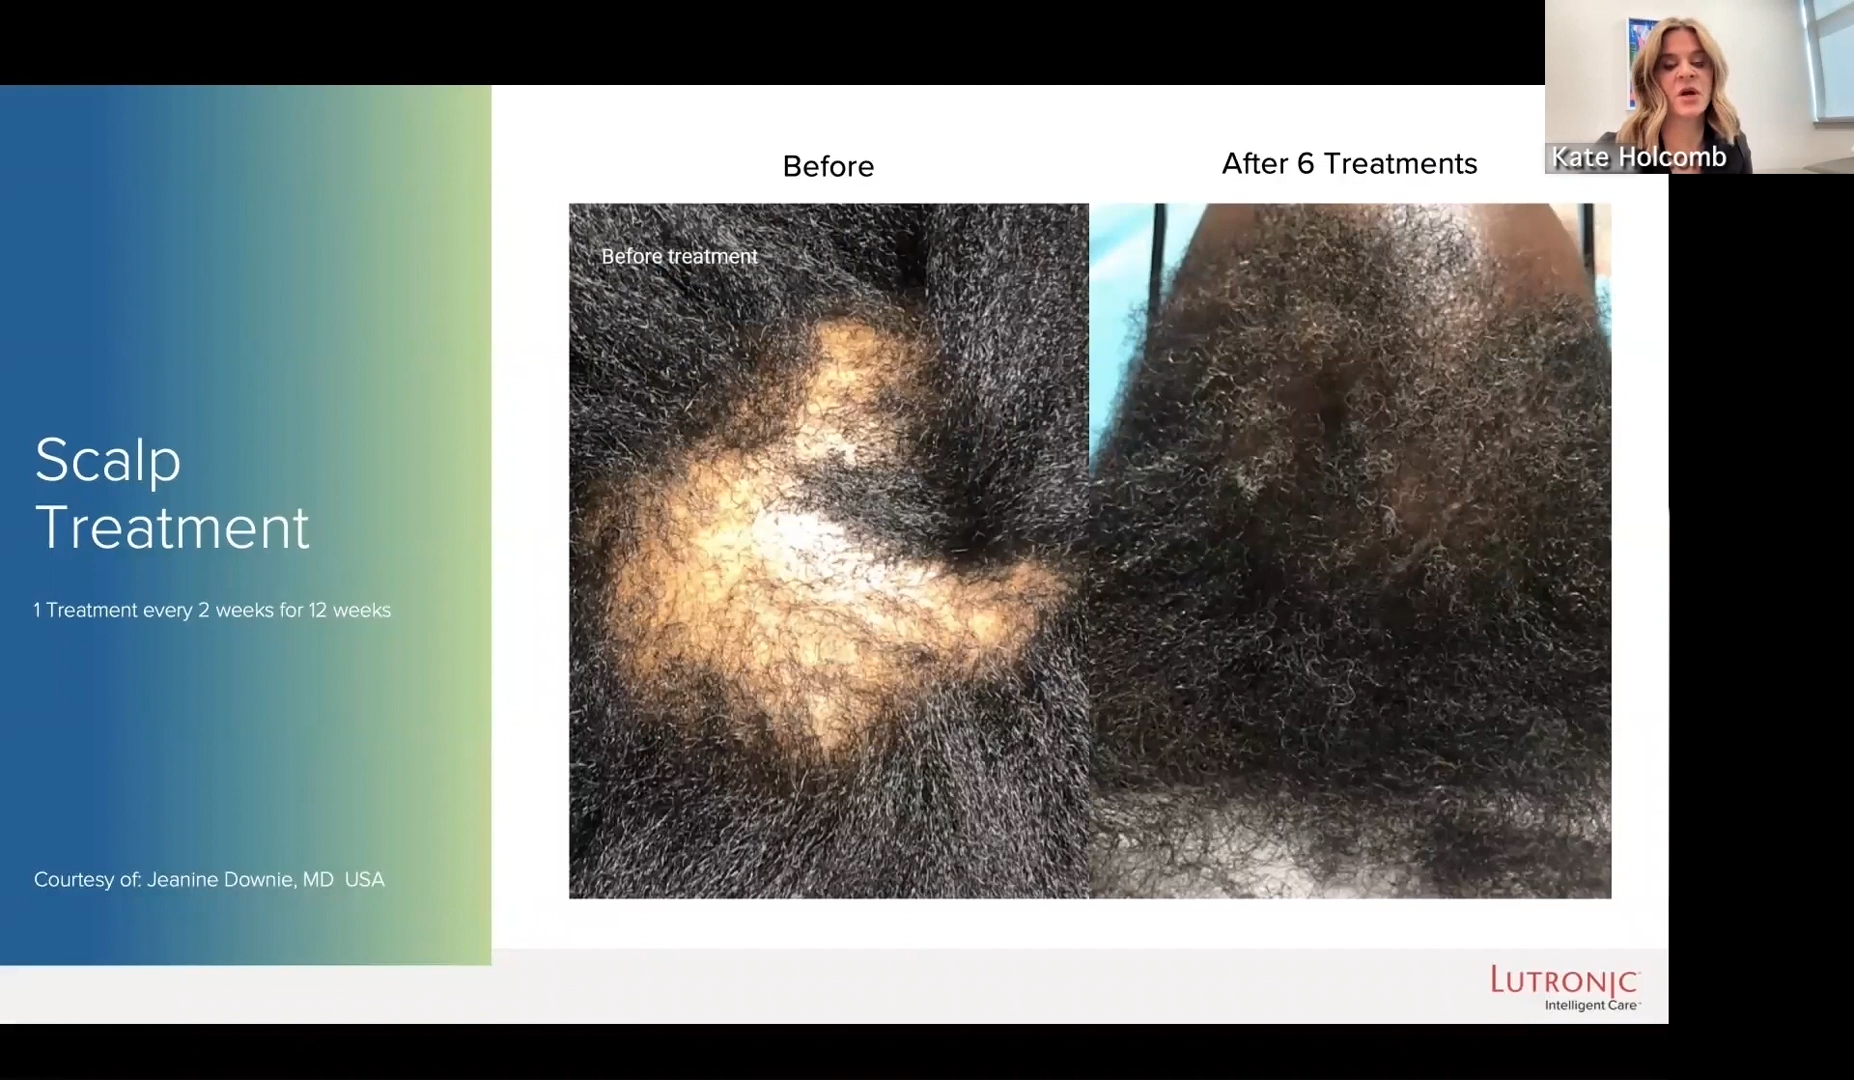 Kate Holcomb
Before
After 6 Treatments
Before treatment
Scalp
Treatment
1 Treatment every 2 weeks for 12 weeks
Courtesy of: Jeanine Downie, MD USA
LUTRONIC
Intelligent Care™